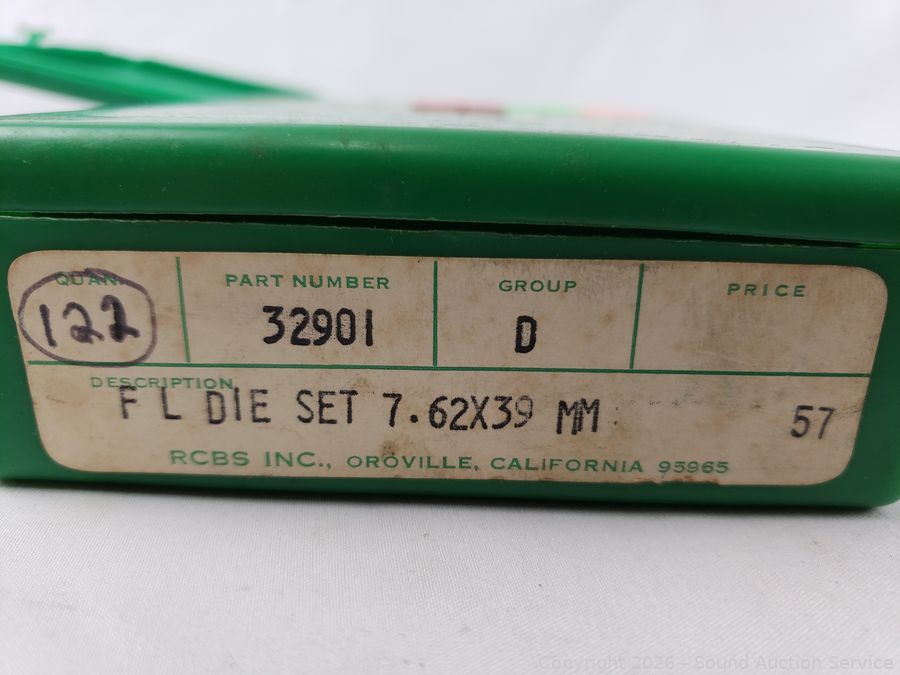 QUAN. PART NUMBER GROUP PRICE
122 32901 D
DESCRIPTION
F L DIE SET 7.62X39 MM 57
RCBS INC., OROVILLE, CALIFORNIA 95965
Copyright 2026 - Sound Auction Service